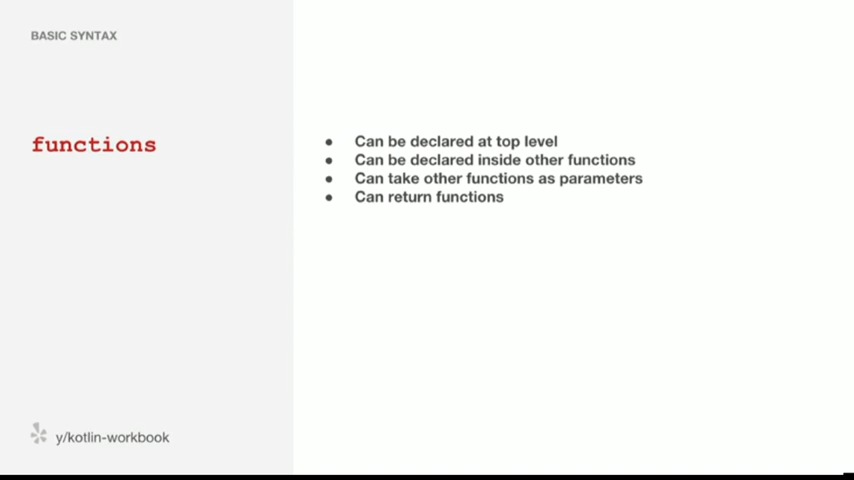 BASIC SYNTAX
functions
● Can be declared at top level
● Can be declared inside other functions
● Can take other functions as parameters
● Can return functions
y/kotlin-workbook